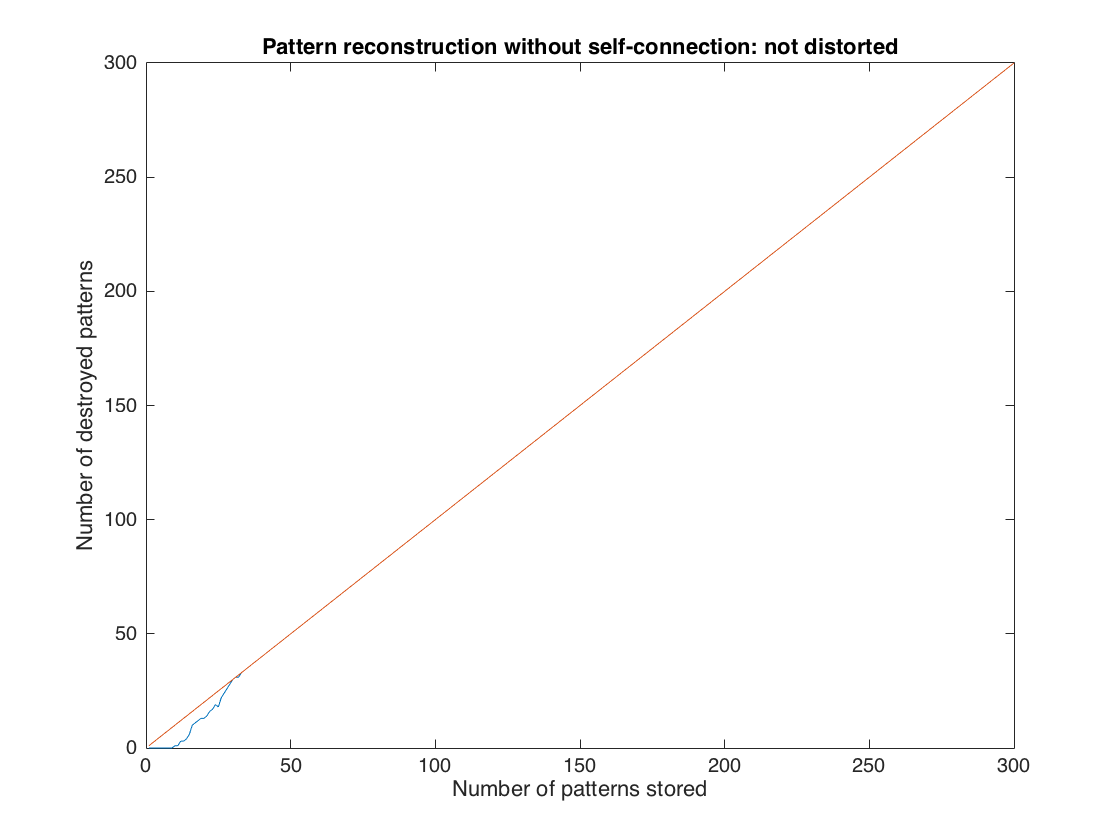 Pattern reconstruction without self-connection: not distorted
300
250
200
150
100
50
0
Number of destroyed patterns
0 50 100 150 200 250 300
Number of patterns stored